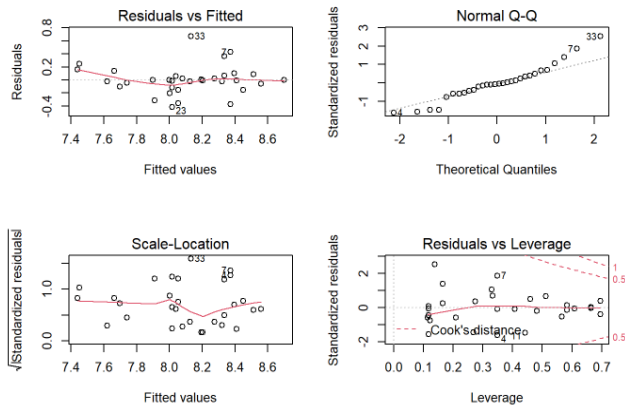 Residuals vs Fitted
Residuals
0.8
0.2
-0.4
33
7
23
7.4 7.6 7.8 8.0 8.2 8.4 8.6
Fitted values
Normal Q-Q
Standardized residuals
3
1
-1
33
7
4
-2 -1 0 1 2
Theoretical Quantiles
Scale-Location
√|Standardized residuals|
1.0
0.0
33
7
7.4 7.6 7.8 8.0 8.2 8.4 8.6
Fitted values
Residuals vs Leverage
Standardized residuals
2
0
-2
7
1
0.5
Cook's distance
4 11
0.5
0.0 0.1 0.2 0.3 0.4 0.5 0.6 0.7
Leverage